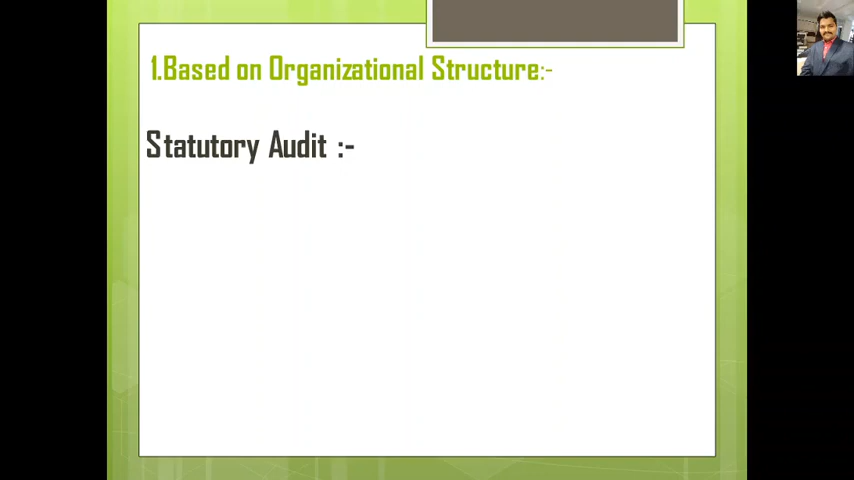 1.Based on Organizational Structure:-
Statutory Audit :-